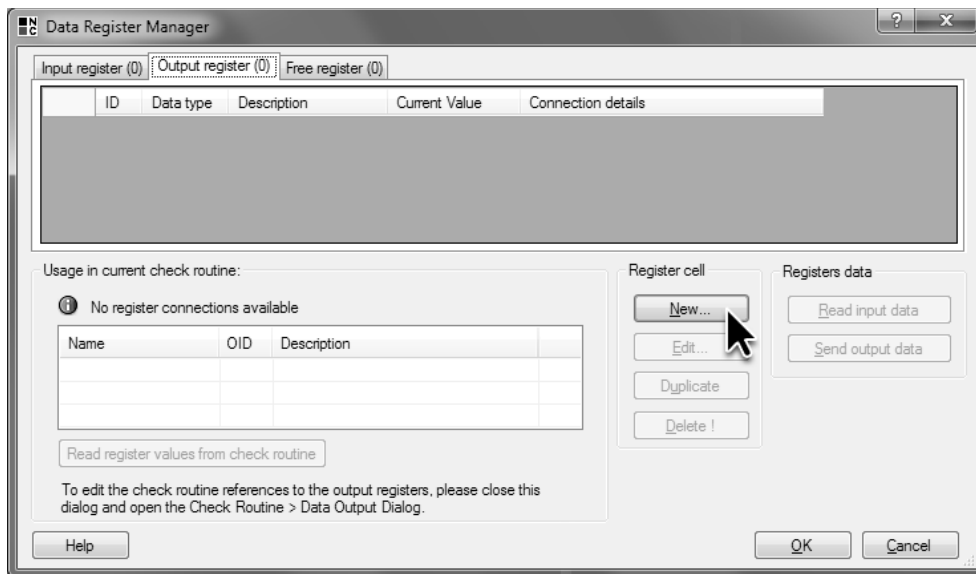 NC Data Register Manager
? X
Input register (0) Output register (0) Free register (0)
ID Data type Description Current Value Connection details
Usage in current check routine:
No register connections available
Name OID Description
Read register values from check routine
To edit the check routine references to the output registers, please close this
dialog and open the Check Routine > Data Output Dialog.
Register cell
New...
Edit...
Duplicate
Delete !
Registers data
Read input data
Send output data
Help OK Cancel